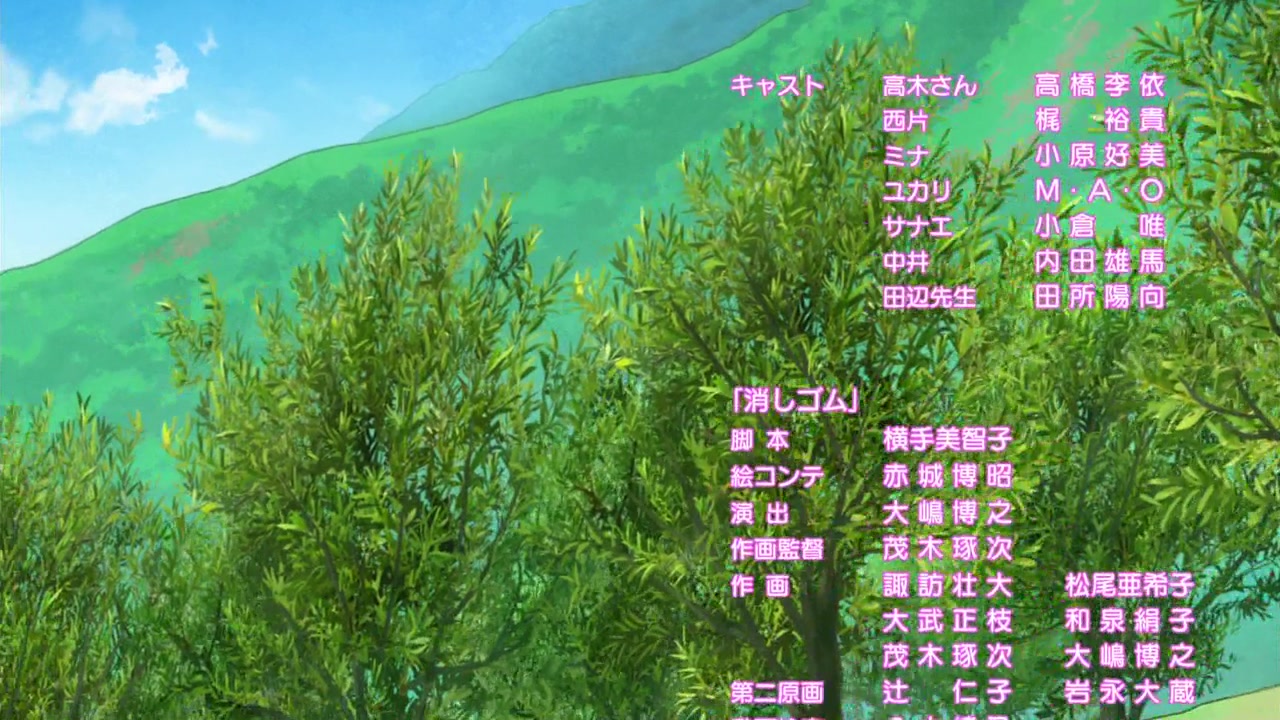 キャスト 高木さん 高橋李依
西片 梶 裕貴
ミナ 小原好美
ユカリ M・A・O
サナエ 小倉 唯
中井 内田雄馬
田辺先生 田所陽向
「消しゴム」
脚本 横手美智子
絵コンテ 赤城博昭
演出 大嶋博之
作画監督 茂木琢次
作画 諏訪壮大 松尾亜希子
大武正枝 和泉絹子
茂木琢次 大嶋博之
第二原画 辻 仁子 岩永大蔵